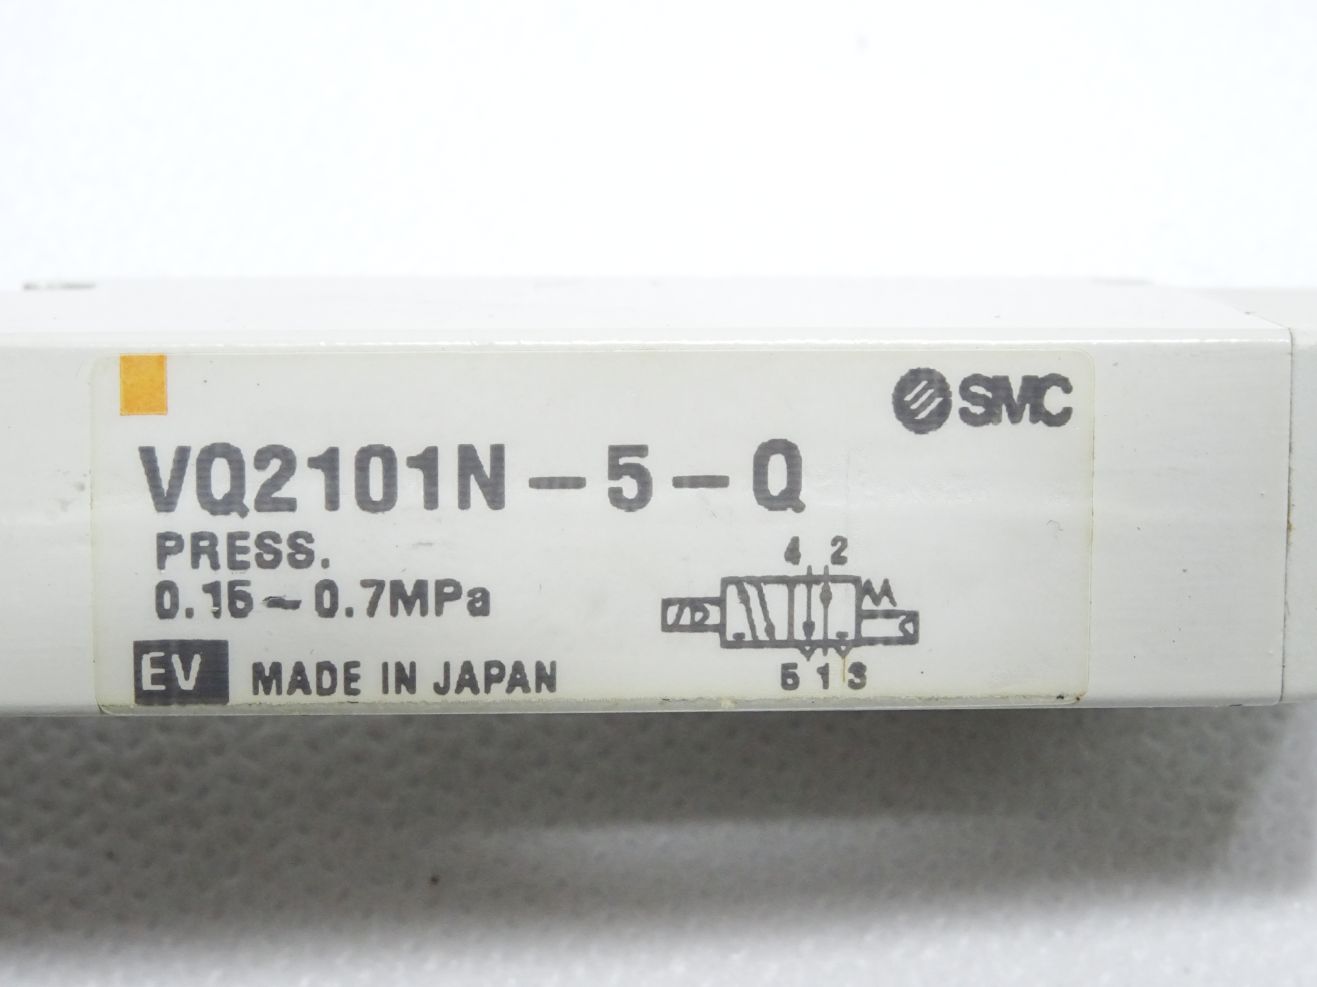 SMC
VQ2101N-5-Q
PRESS.
0.15~0.7MPa
4 2
5 1 3
EV MADE IN JAPAN